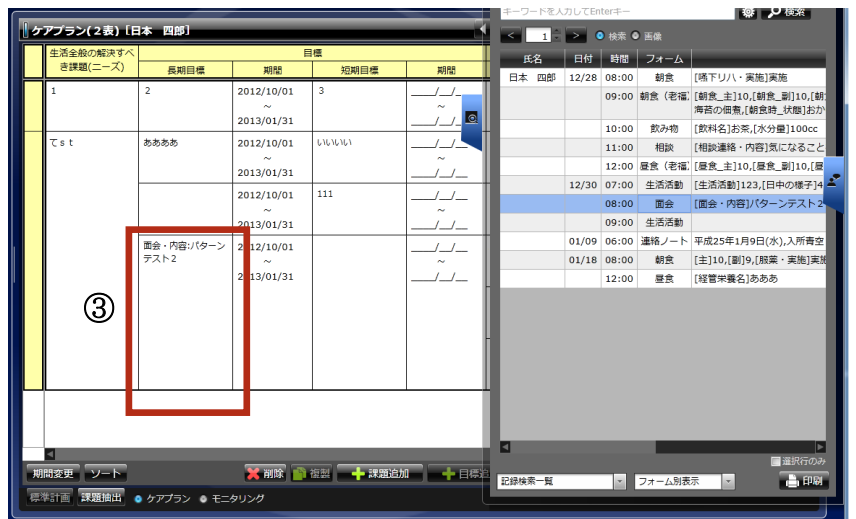 ケアプラン(２表) [日本　四郎]
生活全般の解決すべ
き課題(ニーズ)
目標
長期目標
期間
短期目標
期間
1
2
2012/10/01
～
2013/01/31
3
＿/＿/＿
～
＿/＿/＿
てｓｔ
ああああ
2012/10/01
～
2013/01/31
いいいい
＿/＿/＿
～
＿/＿/＿
2012/10/01
～
2013/01/31
111
＿/＿/＿
～
＿/＿/＿
③
面会・内容:パターン
テスト2
2012/10/01
～
2013/01/31
＿/＿/＿
～
＿/＿/＿
期間変更
ソート
削除
複製
課題追加
目標追
標準計画
課題抽出
ケアプラン
モニタリング
キーワードを入力してEnterキー
検索
<
1
>
検索
画像
氏名 日付 時間 フォーム
日本　四郎 12/28 08:00 朝食 [嚥下リハ・実施]実施
09:00 朝食（老福） [朝食_主]10,[朝食_副]10,[朝
海苔の佃煮,[朝食時_状態]おか
10:00 飲み物 [飲料名]お茶,[水分量]100cc
11:00 相談 [相談連絡・内容]気になること
12:00 昼食（老福） [昼食_主]10,[昼食_副]10,[昼
12/30 07:00 生活活動 [生活活動]123,[日中の様子]4
08:00 面会 [面会・内容]パターンテスト2
09:00 生活活動
01/09 06:00 連絡ノート 平成25年1月9日(水),入所青空
01/18 08:00 朝食 [主]10,[副]9,[服薬・実施]実施
12:00 昼食 [経管栄養名]あああ
選択行のみ
記録検索一覧
フォーム別表示
印刷